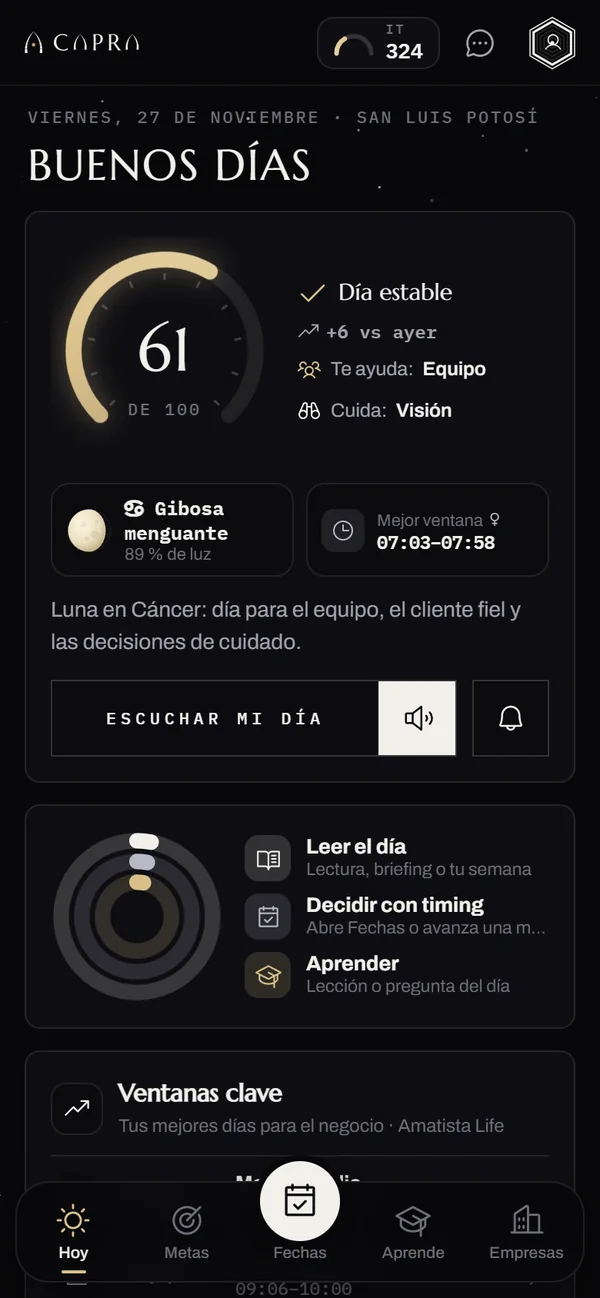 CAPRA
IT
324
VIERNES, 27 DE NOVIEMBRE · SAN LUIS POTOSÍ
BUENOS DÍAS
61
DE 100
Día estable
+6 vs ayer
Te ayuda: Equipo
Cuida: Visión
♋ Gibosa
menguante
89 % de luz
Mejor ventana ♀
07:03–07:58
Luna en Cáncer: día para el equipo, el cliente fiel y
las decisiones de cuidado.
ESCUCHAR MI DÍA
Leer el día
Lectura, briefing o tu semana
Decidir con timing
Abre Fechas o avanza una m...
Aprender
Lección o pregunta del día
Ventanas clave
Tus mejores días para el negocio · Amatista Life
Hoy
Metas
Fechas
Aprende
Empresas
09:06–10:00